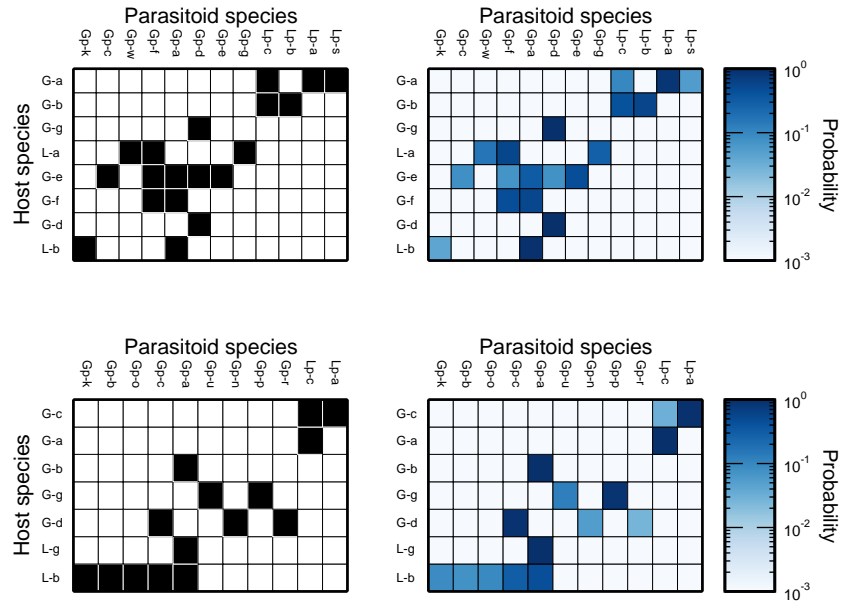 Parasitoid species
Gp-k Gp-c Gp-w Gp-f Gp-a Gp-d Gp-e Gp-g Lp-c Lp-b Lp-a Lp-s
Host species
G-a
G-b
G-g
L-a
G-e
G-f
G-d
L-b
Parasitoid species
Gp-k Gp-c Gp-w Gp-f Gp-a Gp-d Gp-e Gp-g Lp-c Lp-b Lp-a Lp-s
10^0
10^-1
10^-2
10^-3
Probability
Parasitoid species
Gp-k Gp-b Gp-o Gp-c Gp-a Gp-u Gp-n Gp-p Gp-r Lp-c Lp-a
Host species
G-c
G-a
G-b
G-g
G-d
L-g
L-b
Parasitoid species
Gp-k Gp-b Gp-o Gp-c Gp-a Gp-u Gp-n Gp-p Gp-r Lp-c Lp-a
10^0
10^-1
10^-2
10^-3
Probability